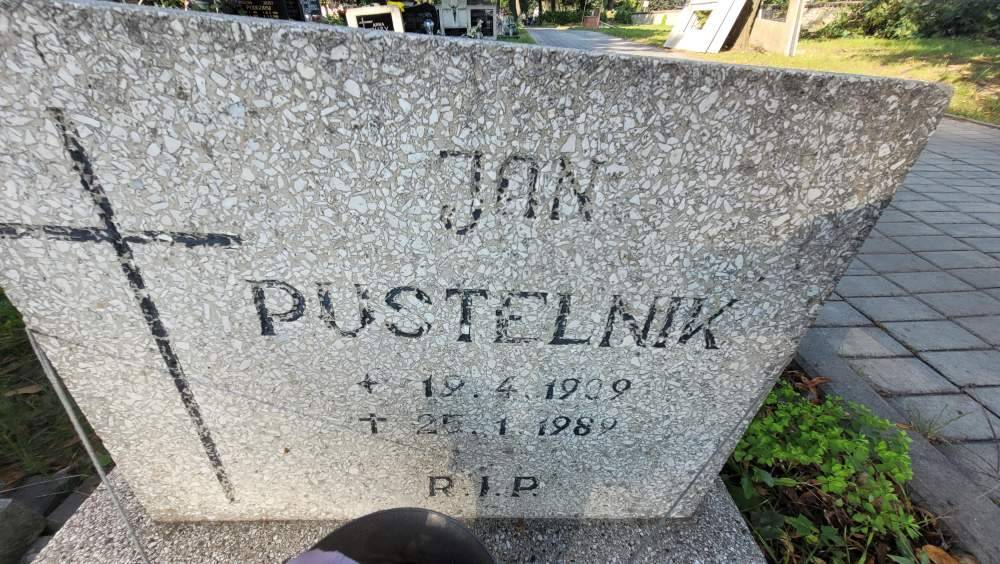 JAN
PUSTELNIK
19.4.1909
✝ 25.1.1989
R.I.P.